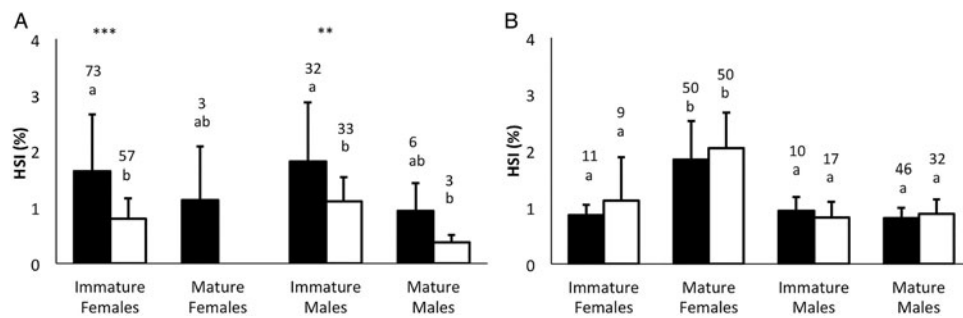 A
***
**
4
3
2
1
0
HSI (%)
73
a
57
b
3
ab
32
a
33
b
6
ab
3
b
Immature
Females
Mature
Females
Immature
Males
Mature
Males
B
4
3
2
1
0
HSI (%)
11
a
9
a
50
b
50
b
10
a
17
a
46
a
32
a
Immature
Females
Mature
Females
Immature
Males
Mature
Males